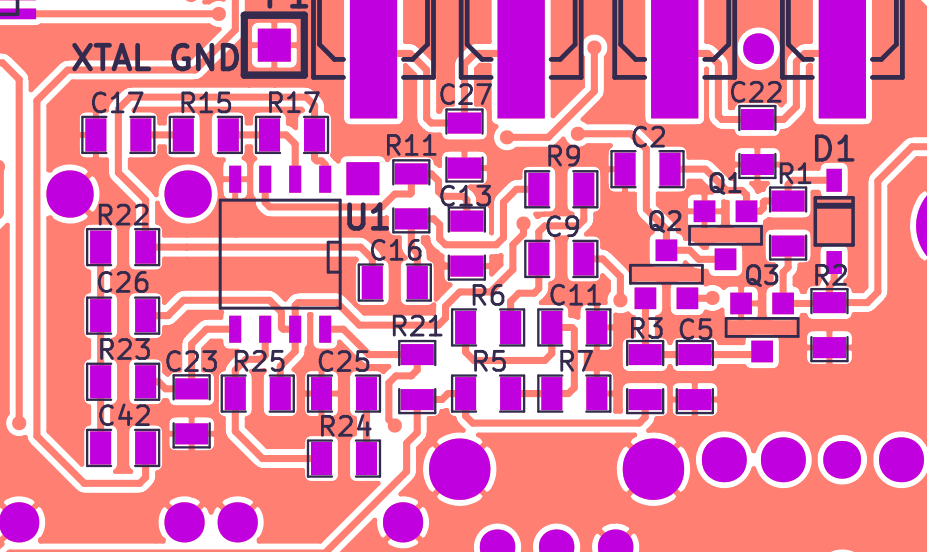 XTAL GND
C17 R15 R17
C27
C22
R11
R9
C2
D1
R1
Q1
C13
U1
R22
C9
Q2
C16
C26
R6
C11
Q3
R2
R21
R3
C5
R23
C23
R25
C25
R5
R7
C42
R24